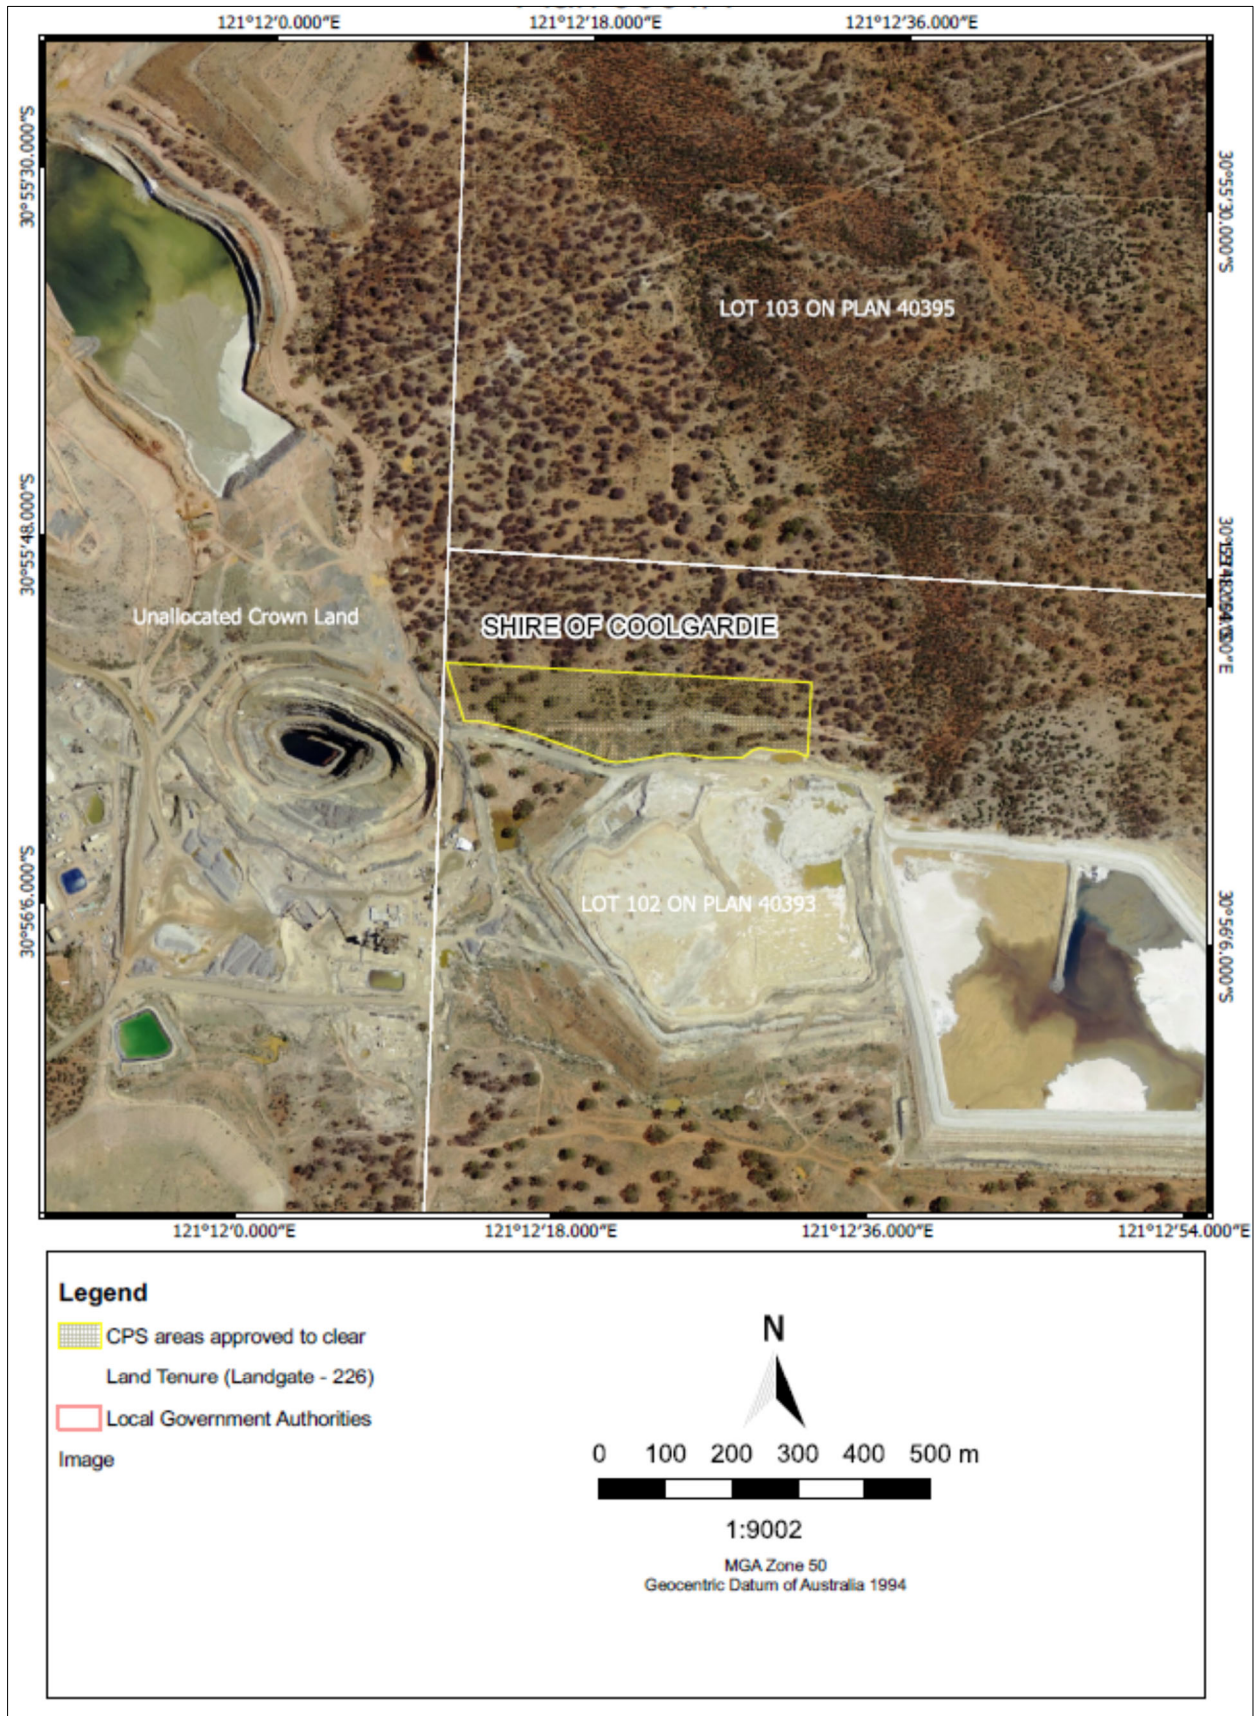 121°12'0.000"E 121°12'18.000"E 121°12'36.000"E
30°55'30.000"S
30°55'30.000"S
LOT 103 ON PLAN 40395
30°55'48.000"S
Unallocated Crown Land
SHIRE OF COOLGARDIE
30°56'6.000"S
LOT 102 ON PLAN 40393
30°56'6.000"S
121°12'0.000"E 121°12'18.000"E 121°12'36.000"E 121°12'54.000"E
Legend
CPS areas approved to clear
Land Tenure (Landgate - 226)
Local Government Authorities
Image
N
0 100 200 300 400 500 m
1:9002
MGA Zone 50
Geocentric Datum of Australia 1994